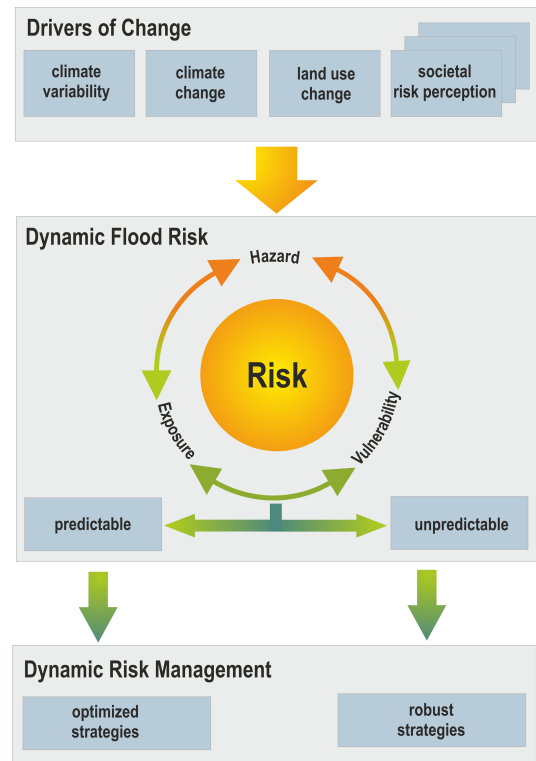 Drivers of Change
climate
variability
climate
change
land use
change
societal
risk perception
Dynamic Flood Risk
Hazard
Risk
Exposure
Vulnerability
predictable
unpredictable
Dynamic Risk Management
optimized
strategies
robust
strategies